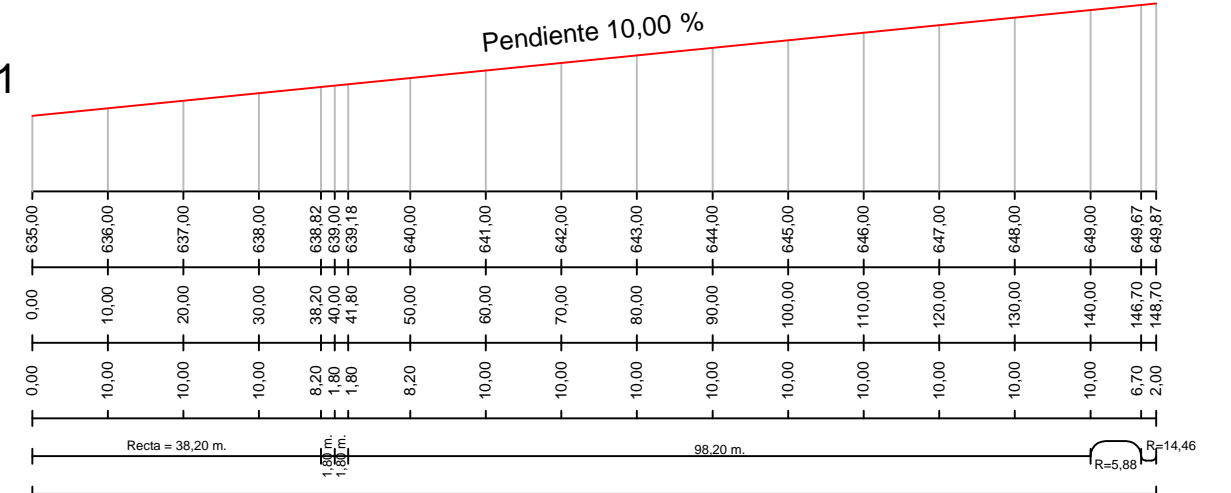 Pendiente 10,00 %
1
635,00 636,00 637,00 638,00 638,82 639,00 639,18 640,00 641,00 642,00 643,00 644,00 645,00 646,00 647,00 648,00 649,00 649,67 649,87
0,00 10,00 20,00 30,00 38,20 40,00 41,80 50,00 60,00 70,00 80,00 90,00 100,00 110,00 120,00 130,00 140,00 146,70 148,70
0,00 10,00 10,00 10,00 8,20 1,80 1,80 8,20 10,00 10,00 10,00 10,00 10,00 10,00 10,00 10,00 10,00 6,70 2,00
Recta = 38,20 m. 1,80 m. 1,80 m. 98,20 m. R=5,88 R=14,46